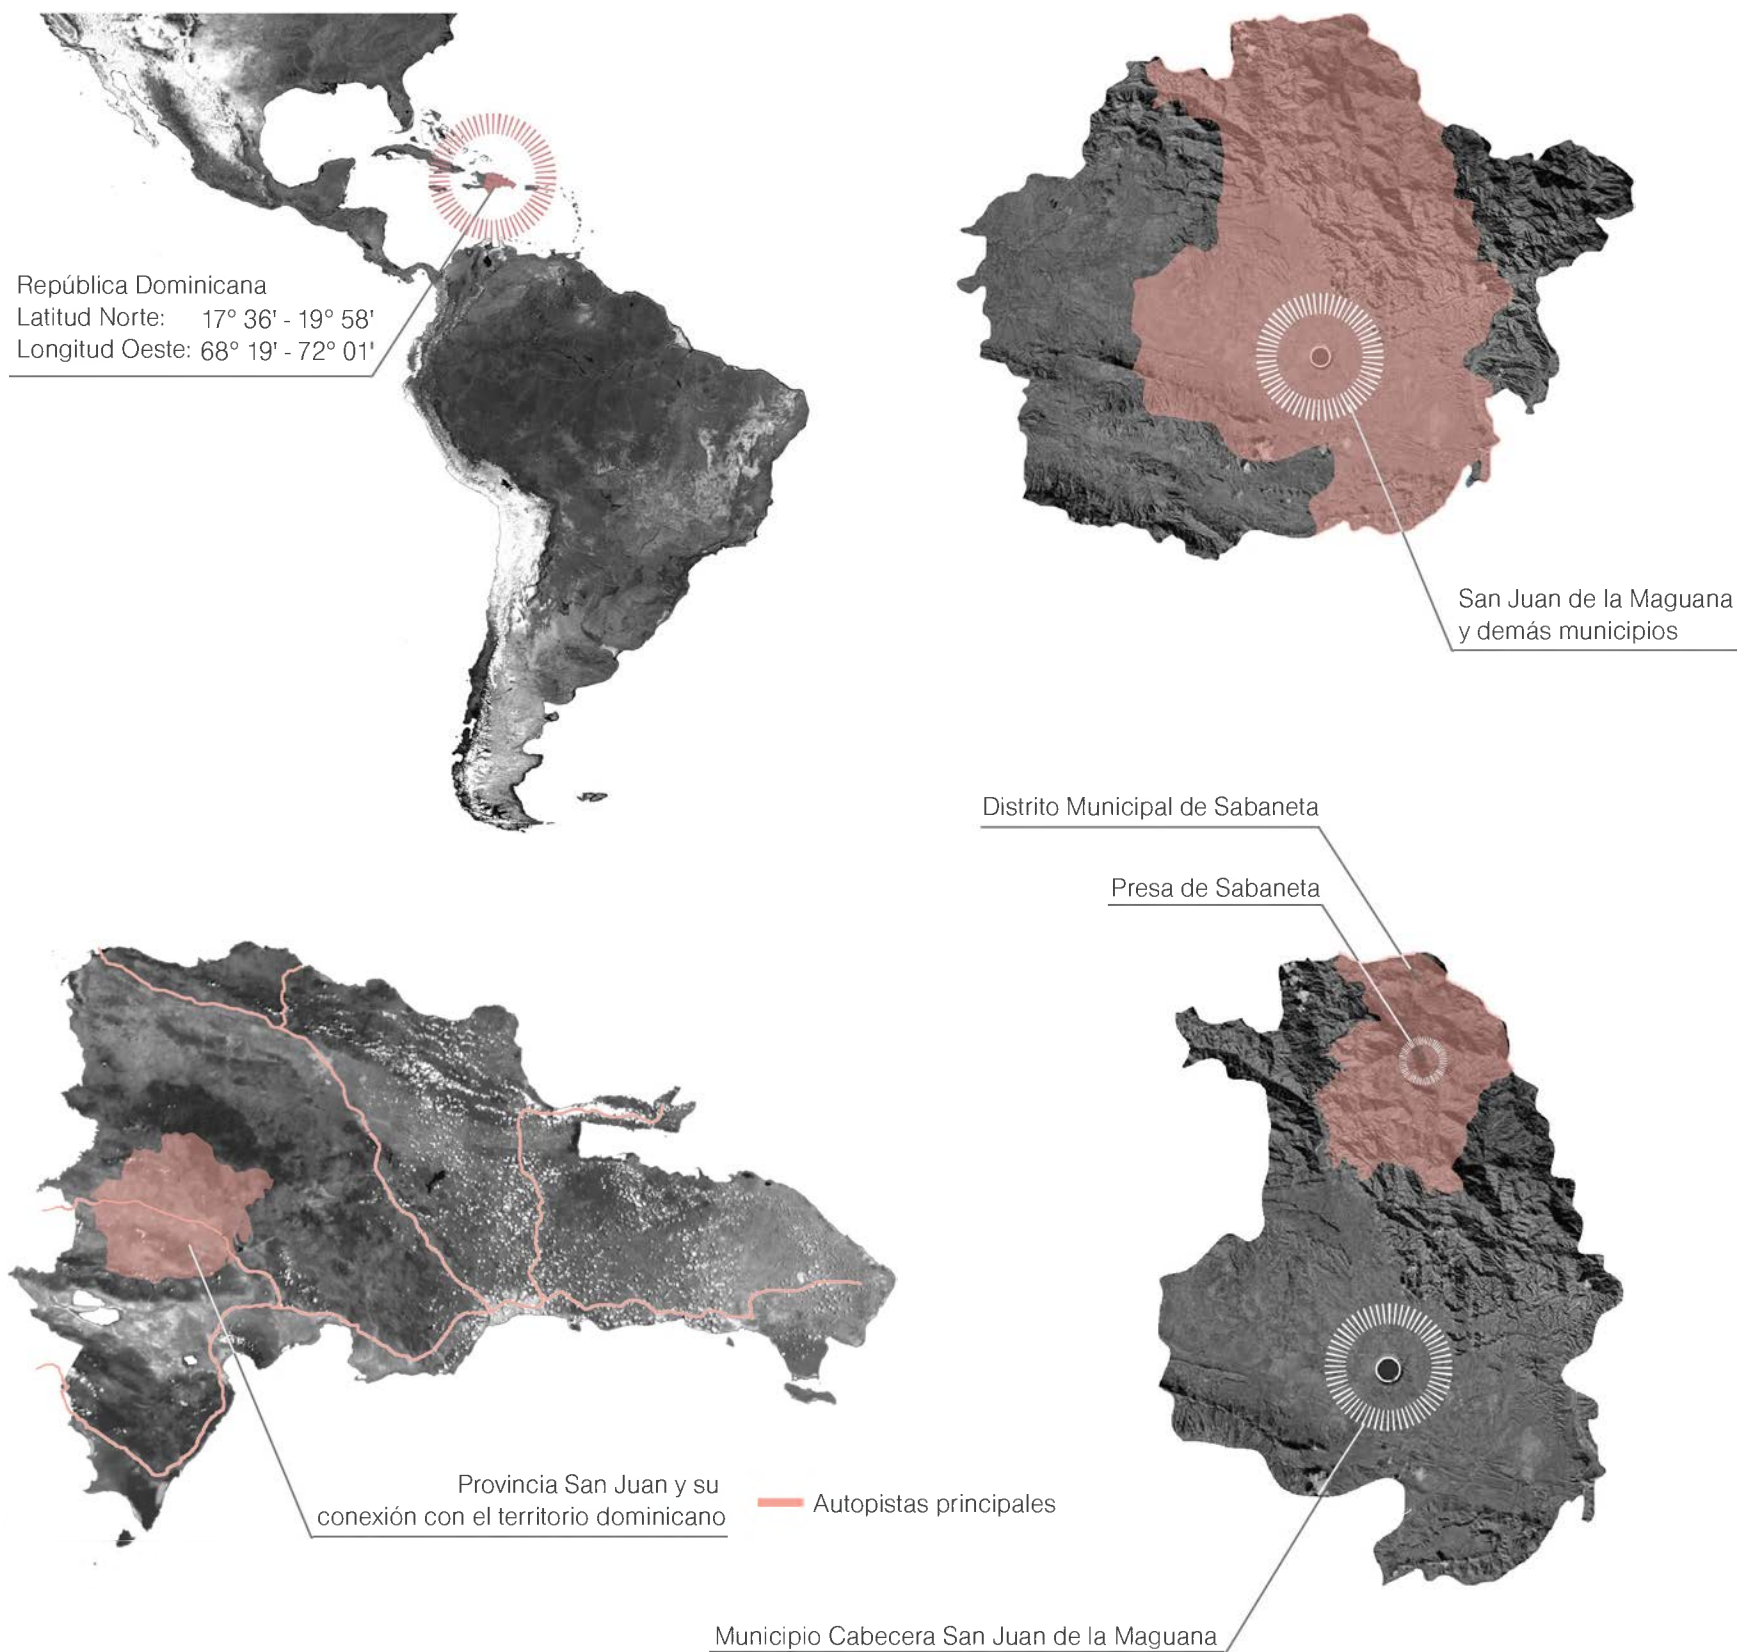 República Dominicana
Latitud Norte: 17° 36' - 19° 58'
Longitud Oeste: 68° 19' - 72° 01'
San Juan de la Maguana
y demás municipios
Distrito Municipal de Sabaneta
Presa de Sabaneta
Provincia San Juan y su
conexión con el territorio dominicano
Autopistas principales
Municipio Cabecera San Juan de la Maguana